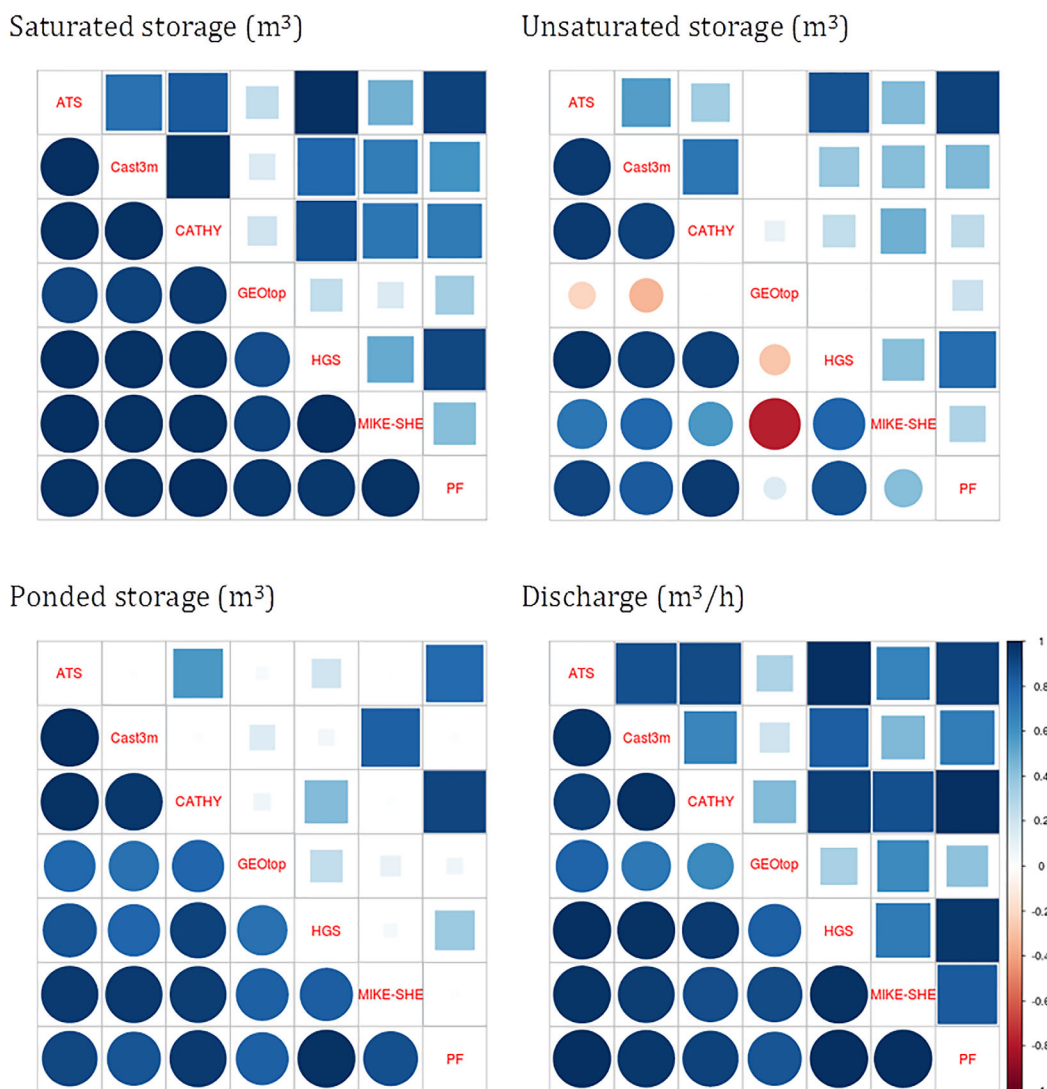 Saturated storage (m³)
Unsaturated storage (m³)
ATS
Cast3m
CATHY
GEOtop
HGS
MIKE-SHE
PF
ATS
Cast3m
CATHY
GEOtop
HGS
MIKE-SHE
PF
Ponded storage (m³)
Discharge (m³/h)
ATS
Cast3m
CATHY
GEOtop
HGS
MIKE-SHE
PF
ATS
Cast3m
CATHY
GEOtop
HGS
MIKE-SHE
PF
1
0.8
0.6
0.4
0.2
0
-0.2
-0.4
-0.6
-0.8